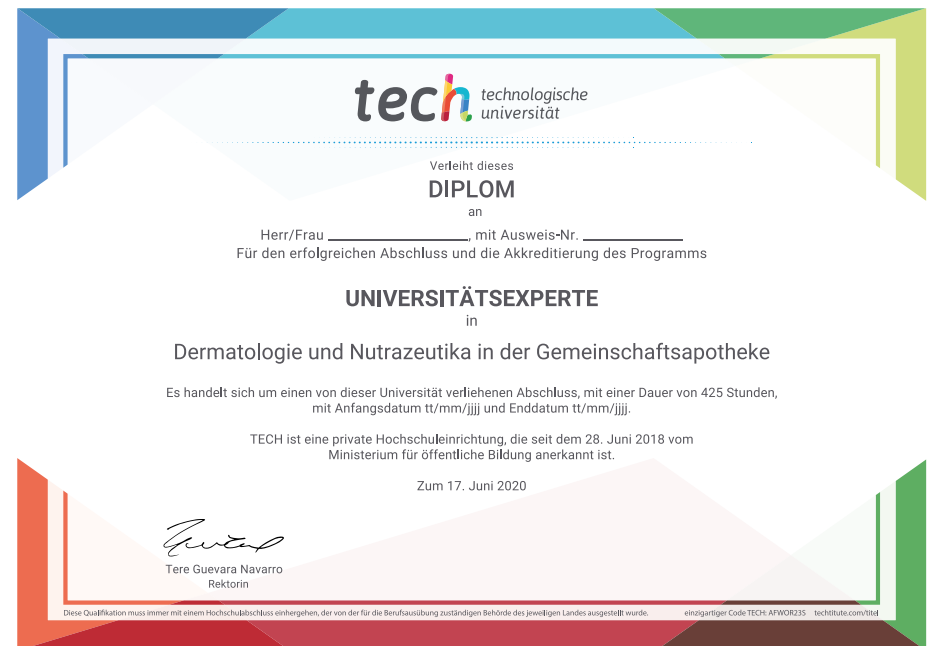 tech technologische
universität
Verleiht dieses
DIPLOM
an
Herr/Frau ____________________, mit Ausweis-Nr. ______________
Für den erfolgreichen Abschluss und die Akkreditierung des Programms
UNIVERSITÄTSEXPERTE
in
Dermatologie und Nutrazeutika in der Gemeinschaftsapotheke
Es handelt sich um einen von dieser Universität verliehenen Abschluss, mit einer Dauer von 425 Stunden,
mit Anfangsdatum tt/mm/jjjj und Enddatum tt/mm/jjjj.
TECH ist eine private Hochschuleinrichtung, die seit dem 28. Juni 2018 vom
Ministerium für öffentliche Bildung anerkannt ist.
Zum 17. Juni 2020
Tere Guevara Navarro
Rektorin
Diese Qualifikation muss immer mit einem Hochschulabschluss einhergehen, der von der für die Berufsausübung zuständigen Behörde des jeweiligen Landes ausgestellt wurde. einzigartiger Code TECH: AFWOR23S techtitute.com/titel